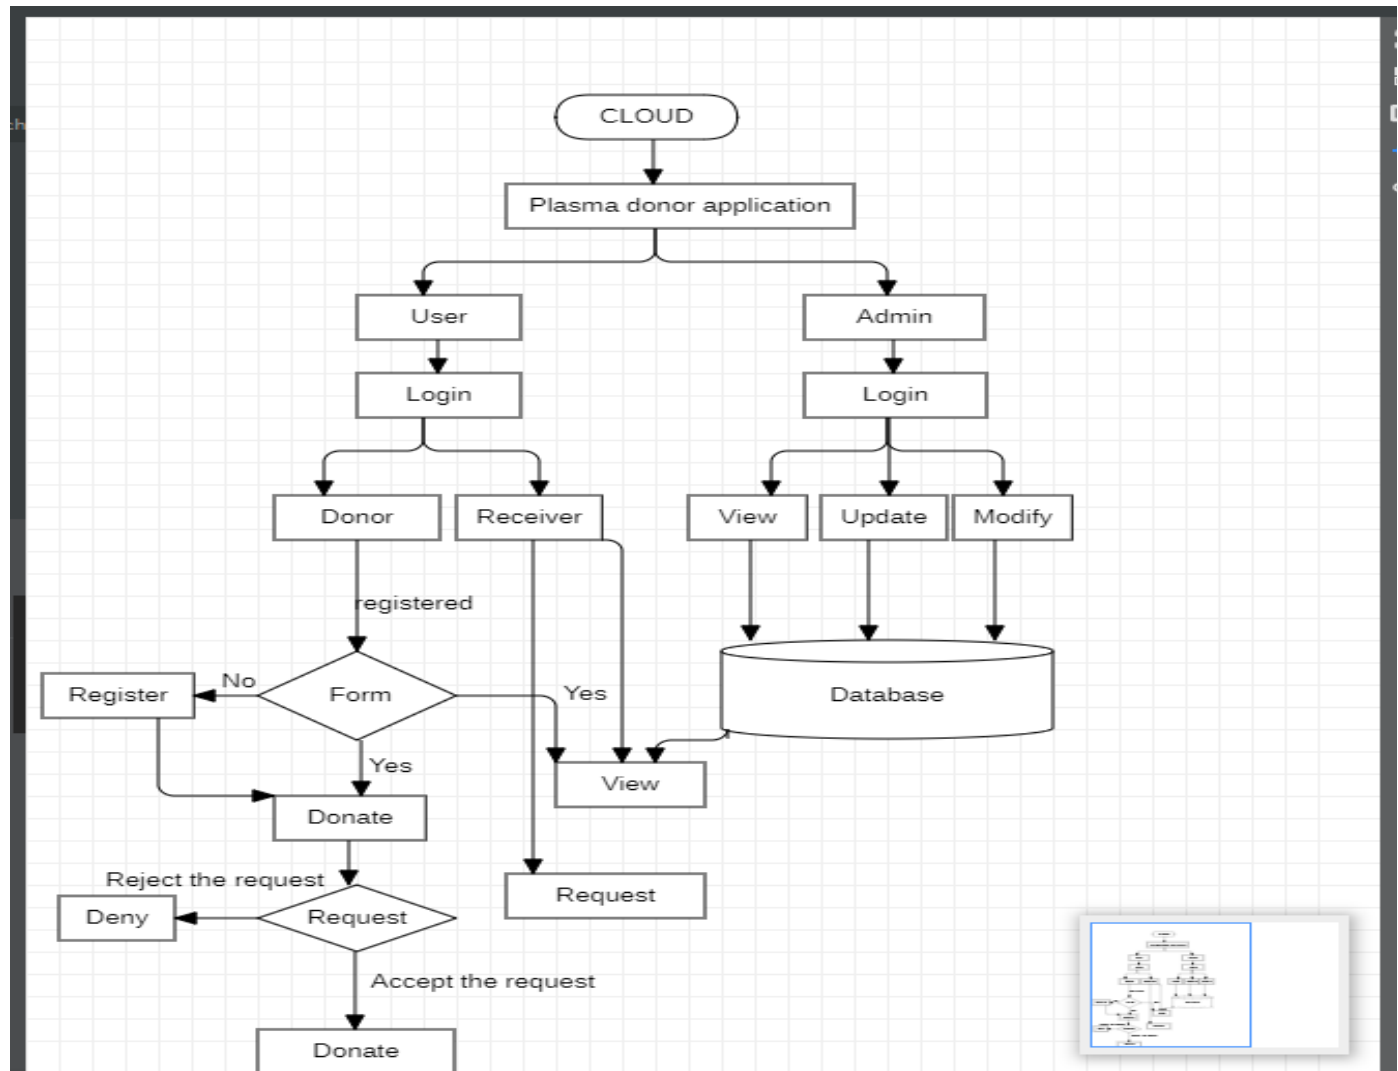 CLOUD
Plasma donor application
User
Admin
Login
Login
Donor
Receiver
View
Update
Modify
registered
No
Yes
Register
Form
Database
Yes
View
Donate
Reject the request
Request
Deny
Request
Accept the request
Donate